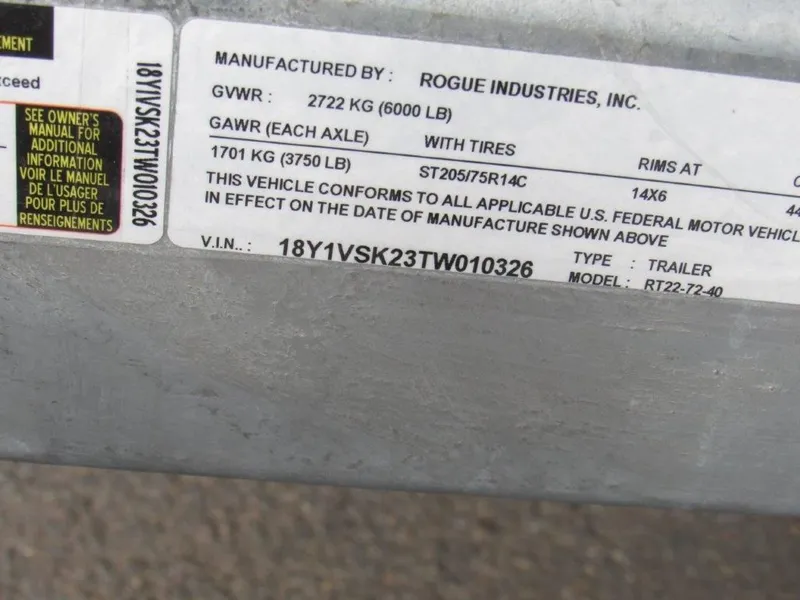 EMENT
xceed
SEE OWNER'S
MANUAL FOR
ADDITIONAL
INFORMATION
VOIR LE MANUEL
DE L'USAGER
POUR PLUS DE
RENSEIGNEMENTS
18Y1VSK23TW010326
MANUFACTURED BY : ROGUE INDUSTRIES, INC.
GVWR : 2722 KG (6000 LB)
GAWR (EACH AXLE) WITH TIRES RIMS AT
1701 KG (3750 LB) ST205/75R14C 14X6 44
THIS VEHICLE CONFORMS TO ALL APPLICABLE U.S. FEDERAL MOTOR VEHICL
IN EFFECT ON THE DATE OF MANUFACTURE SHOWN ABOVE
V.I.N.. : 18Y1VSK23TW010326 TYPE : TRAILER
MODEL : RT22-72-40